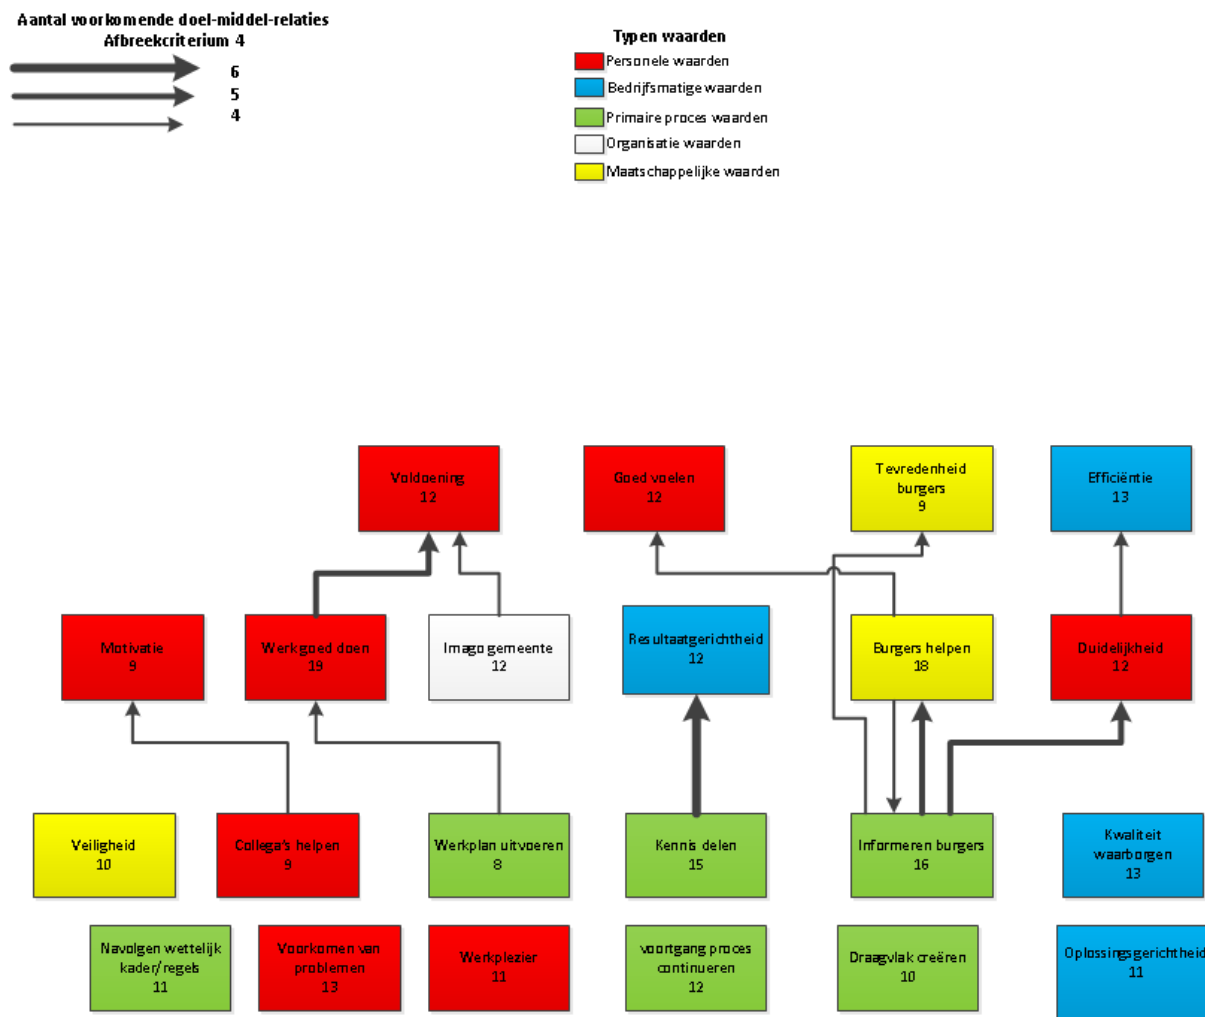 Aantal voorkomende doel-middel-relaties
Afbreekcriterium 4
6
5
4
Typen waarden
Personele waarden
Bedrijfsmatige waarden
Primaire proces waarden
Organisatie waarden
Maatschappelijke waarden
Voldoening
12
Goed voelen
12
Tevredenheid
burgers
9
Efficiëntie
13
Motivatie
9
Werk goed doen
19
Imago gemeente
12
Resultaatgerichtheid
12
Burgers helpen
18
Duidelijkheid
12
Veiligheid
10
Collega's helpen
9
Werkplan uitvoeren
8
Kennis delen
15
Informeren burgers
16
Kwaliteit
waarborgen
13
Navolgen wettelijk
kader/regels
11
Voorkomen van
problemen
13
Werkplezier
11
voortgang proces
continueren
12
Draagvlak creëren
10
Oplossingsgerichtheid
11